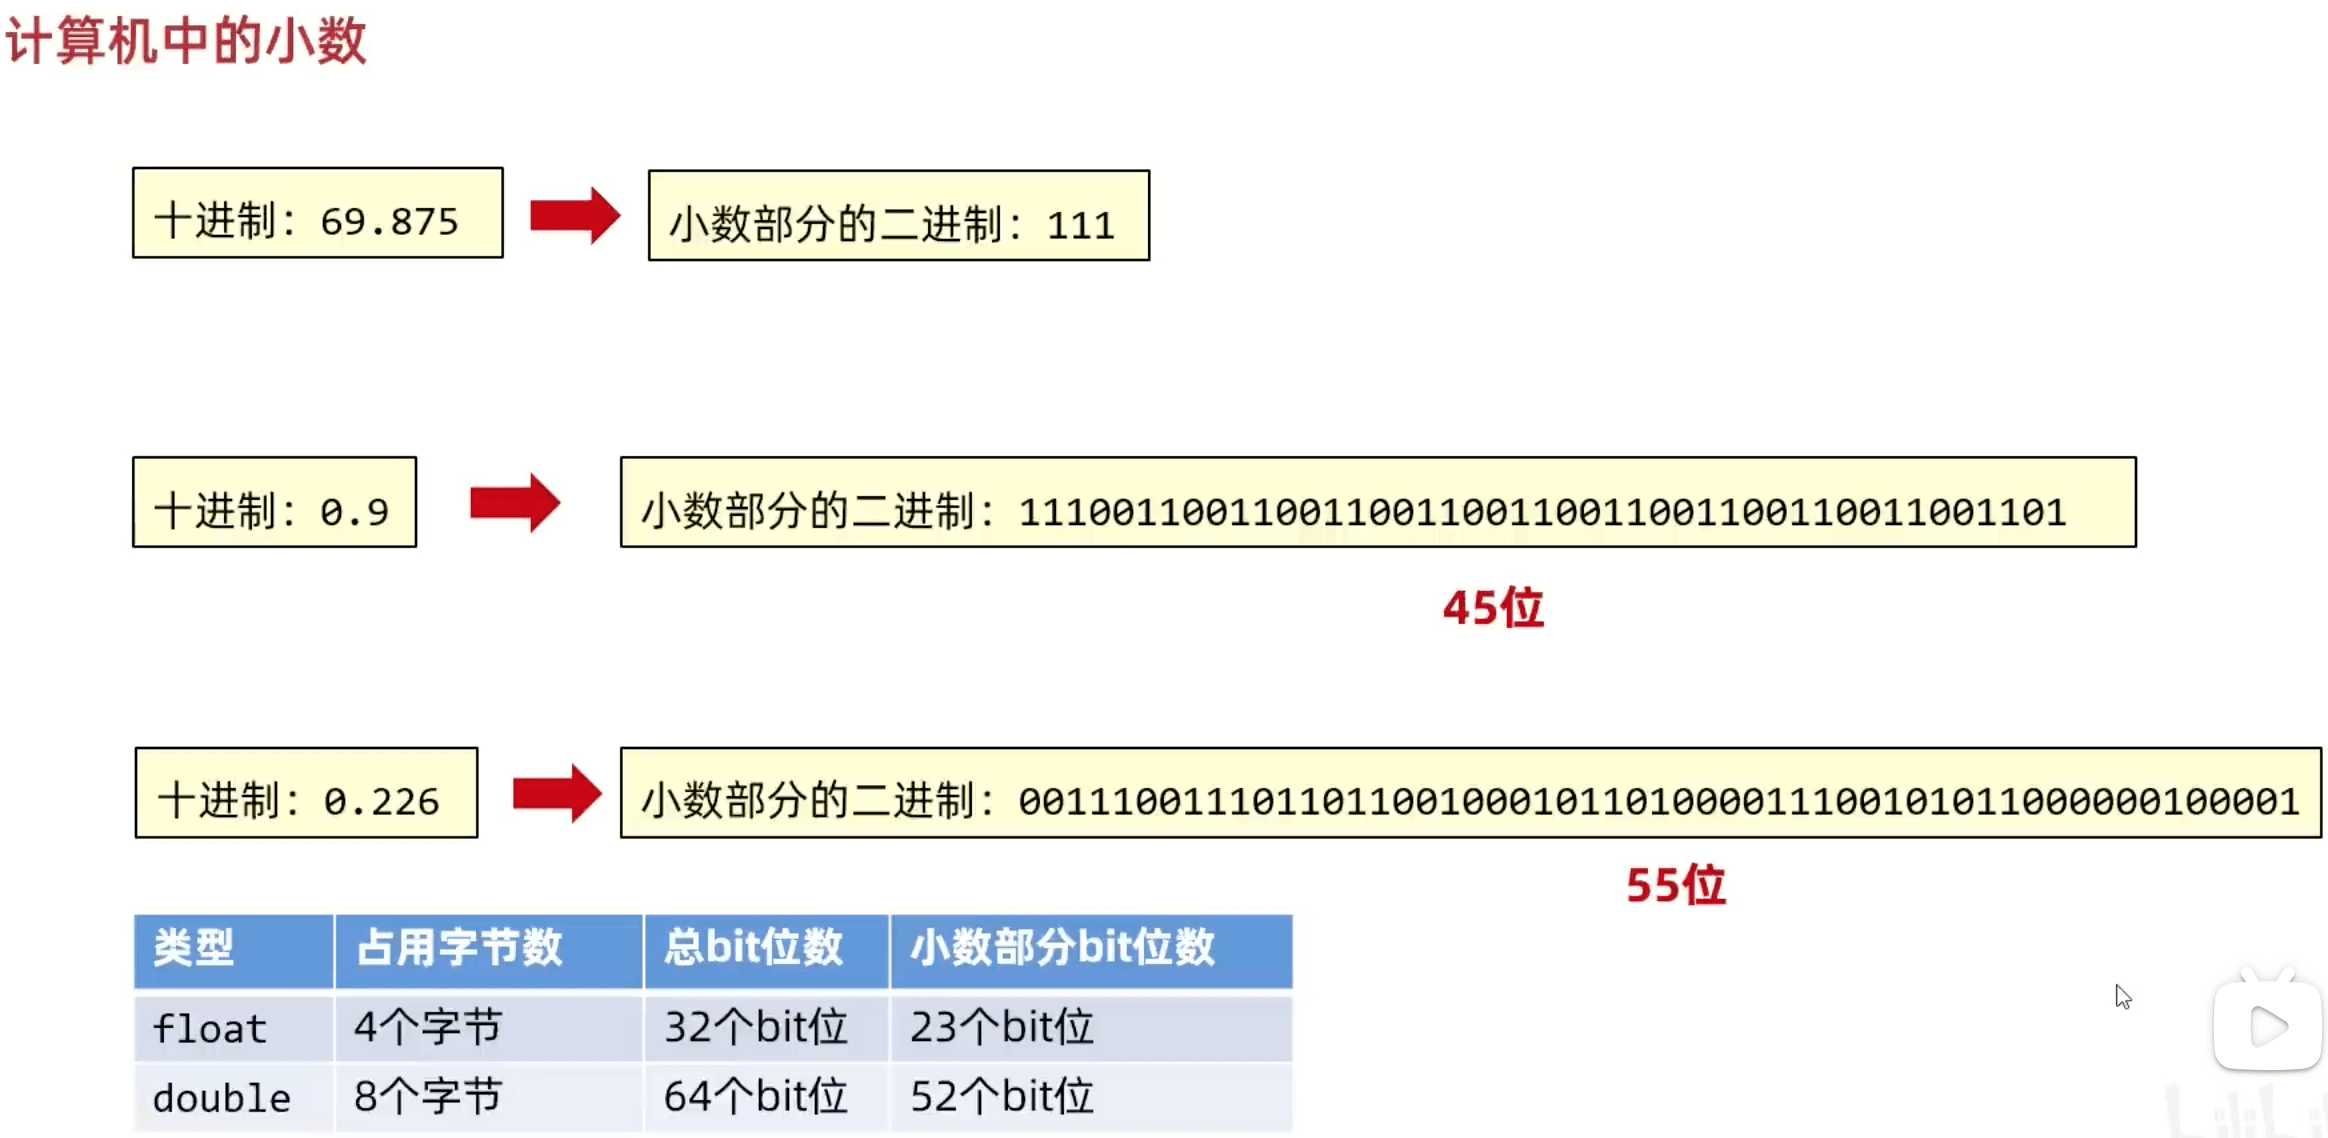 计算机中的小数
十进制：69.875
小数部分的二进制：111
十进制：0.9
小数部分的二进制：111001100110011001100110011001100110011001101
45位
十进制：0.226
小数部分的二进制：0011100111011011001000101101000011100101011000000100001
55位
类型 占用字节数 总bit位数 小数部分bit位数
float 4个字节 32个bit位 23个bit位
double 8个字节 64个bit位 52个bit位